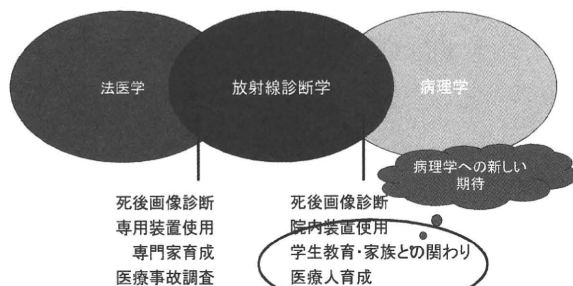 法医学
放射線診断学
病理学
病理学への新しい
期待
死後画像診断
専用装置使用
専門家育成
医療事故調査
死後画像診断
院内装置使用
学生教育・家族との関わり
医療人育成